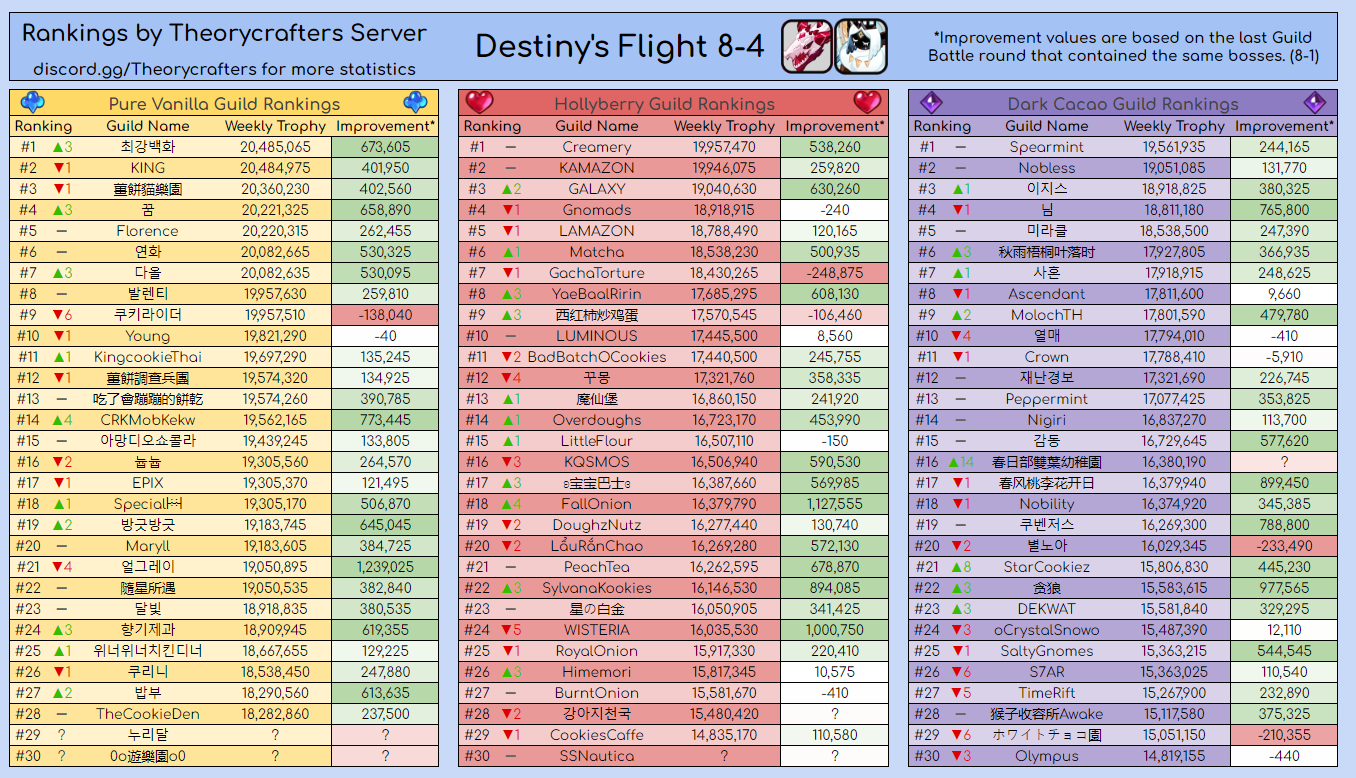 Rankings by Theorycrafters Server
discord.gg/Theorycrafters for more statistics
Destiny's Flight 8-4
*Improvement values are based on the last Guild
Battle round that contained the same bosses. (8-1)
Pure Vanilla Guild Rankings
Ranking Guild Name Weekly Trophy Improvement*
#1 ▲3 최강백화 20,485,065 673,605
#2 ▼1 KING 20,484,975 401,950
#3 ▼1 薑餅貓樂園 20,360,230 402,560
#4 ▲3 꿈 20,221,325 658,890
#5 — Florence 20,220,315 262,455
#6 — 연화 20,082,665 530,325
#7 ▲3 다올 20,082,635 530,095
#8 — 발렌티 19,957,630 259,810
#9 ▼6 쿠키라이더 19,957,510 -138,040
#10 ▼1 Young 19,821,290 -40
#11 ▲1 KingcookieThai 19,697,290 135,245
#12 ▼1 薑餅調查兵團 19,574,320 134,925
#13 — 吃了會蹦蹦的餅乾 19,574,260 390,785
#14 ▲4 CRKMobKekw 19,562,165 773,445
#15 — 아망디오쇼콜라 19,439,245 133,805
#16 ▼2 눕눕 19,305,560 264,570
#17 ▼1 EPIX 19,305,370 121,495
#18 ▲1 Special 19,305,170 506,870
#19 ▲2 방긋방긋 19,183,745 645,045
#20 — Maryll 19,183,605 384,725
#21 ▼4 얼그레이 19,050,895 1,239,025
#22 — 隨星所遇 19,050,535 382,840
#23 — 달빛 18,918,835 380,535
#24 ▲3 향기제과 18,909,945 619,355
#25 ▲1 위너위너치킨디너 18,667,655 129,225
#26 ▼1 쿠리니 18,538,450 247,880
#27 ▲2 밥부 18,290,560 613,635
#28 — TheCookieDen 18,282,860 237,500
#29 ? 누리달 ? ?
#30 ? 0o遊樂園o0 ? ?
Hollyberry Guild Rankings
Ranking Guild Name Weekly Trophy Improvement*
#1 — Creamery 19,957,470 538,260
#2 — KAMAZON 19,946,075 259,820
#3 ▲2 GALAXY 19,040,630 630,260
#4 ▼1 Gnomads 18,918,915 -240
#5 ▼1 LAMAZON 18,788,490 120,165
#6 ▲1 Matcha 18,538,230 500,935
#7 ▼1 GachaTorture 18,430,265 -248,875
#8 ▲3 YaeBaalRirin 17,685,295 608,130
#9 ▲3 西红柿炒鸡蛋 17,570,545 -106,460
#10 — LUMINOUS 17,445,500 8,560
#11 ▼2 BadBatchOCookies 17,440,500 245,755
#12 ▼4 꾸몽 17,321,760 358,335
#13 ▲1 魔仙堡 16,860,150 241,920
#14 ▲1 Overdoughs 16,723,170 453,990
#15 ▲1 LittleFlour 16,507,110 -150
#16 ▼3 KQSMOS 16,506,940 590,530
#17 ▲3 宝宝巴士 16,387,660 569,985
#18 ▲4 FallOnion 16,379,790 1,127,555
#19 ▼2 DoughzNutz 16,277,440 130,740
#20 ▼2 LẩuRắnChao 16,269,280 572,130
#21 — PeachTea 16,262,595 678,870
#22 ▲3 SylvanaKookies 16,146,530 894,085
#23 — 星の白金 16,050,905 341,425
#24 ▼5 WISTERIA 16,035,530 1,000,750
#25 ▼1 RoyalOnion 15,917,330 220,410
#26 ▲3 Himemori 15,817,345 10,575
#27 — BurntOnion 15,581,670 -410
#28 ▼2 강아지천국 15,480,420 ?
#29 ▼1 CookiesCaffe 14,835,170 110,580
#30 — SSNautica ? ?
Dark Cacao Guild Rankings
Ranking Guild Name Weekly Trophy Improvement*
#1 — Spearmint 19,561,935 244,165
#2 — Nobless 19,051,085 131,770
#3 ▲1 이지스 18,918,825 380,325
#4 ▼1 님 18,811,180 765,800
#5 — 미라클 18,538,500 247,390
#6 ▲3 秋雨梧桐叶落时 17,927,805 366,935
#7 ▲1 사혼 17,918,915 248,625
#8 ▼1 Ascendant 17,811,600 9,660
#9 ▲2 MolochTH 17,801,590 479,780
#10 ▼4 열매 17,794,010 -410
#11 ▼1 Crown 17,788,410 -5,910
#12 — 재난경보 17,321,690 226,745
#13 — Peppermint 17,077,425 353,825
#14 — Nigiri 16,837,270 113,700
#15 — 감동 16,729,645 577,620
#16 ▲14 春日部雙葉幼稚園 16,380,190 ?
#17 ▼1 春风桃李花开日 16,379,940 899,450
#18 ▼1 Nobility 16,374,920 345,385
#19 — 쿠벤저스 16,269,300 788,800
#20 ▼2 별노아 16,029,345 -233,490
#21 ▲8 StarCookiez 15,806,830 445,230
#22 ▲3 贪狼 15,583,615 977,565
#23 ▲3 DEKWAT 15,581,840 329,295
#24 ▼3 oCrystalSnowo 15,487,390 12,110
#25 ▼1 SaltyGnomes 15,363,215 544,545
#26 ▼6 S7AR 15,363,025 110,540
#27 ▼5 TimeRift 15,267,900 232,890
#28 — 猴子收容所Awake 15,117,580 375,325
#29 ▼6 ホワイトチョコ園 15,051,150 -210,355
#30 ▼3 Olympus 14,819,155 -440